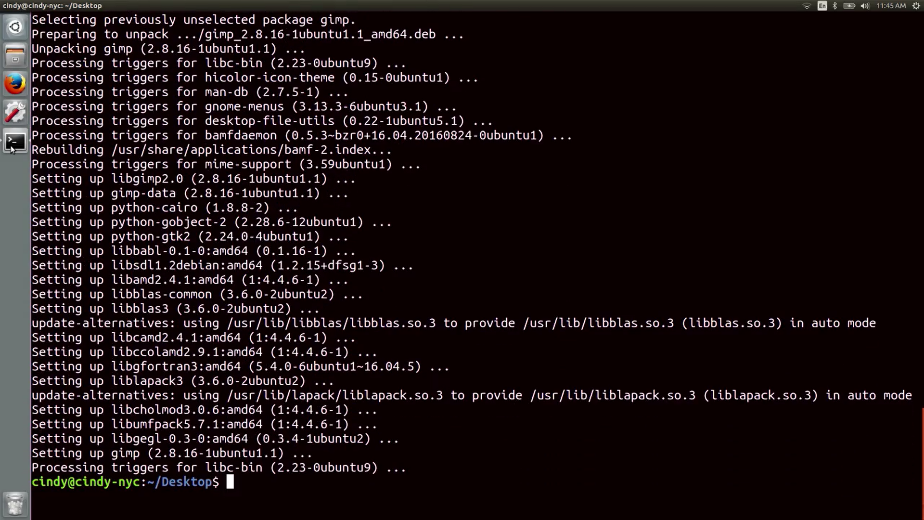 cindy@cindy-nyc: ~/Desktop
En
11:45 AM
Selecting previously unselected package gimp.
Preparing to unpack .../gimp_2.8.16-1ubuntu1.1_amd64.deb ...
Unpacking gimp (2.8.16-1ubuntu1.1) ...
Processing triggers for libc-bin (2.23-0ubuntu9) ...
Processing triggers for hicolor-icon-theme (0.15-0ubuntu1) ...
Processing triggers for man-db (2.7.5-1) ...
Processing triggers for gnome-menus (3.13.3-6ubuntu3.1) ...
Processing triggers for desktop-file-utils (0.22-1ubuntu5.1) ...
Processing triggers for bamfdaemon (0.5.3~bzr0+16.04.20160824-0ubuntu1) ...
Rebuilding /usr/share/applications/bamf-2.index...
Processing triggers for mime-support (3.59ubuntu1) ...
Setting up libgimp2.0 (2.8.16-1ubuntu1.1) ...
Setting up gimp-data (2.8.16-1ubuntu1.1) ...
Setting up python-cairo (1.8.8-2) ...
Setting up python-gobject-2 (2.28.6-12ubuntu1) ...
Setting up python-gtk2 (2.24.0-4ubuntu1) ...
Setting up libbabl-0.1-0:amd64 (0.1.16-1) ...
Setting up libsdl1.2debian:amd64 (1.2.15+dfsg1-3) ...
Setting up libamd2.4.1:amd64 (1:4.4.6-1) ...
Setting up libblas-common (3.6.0-2ubuntu2) ...
Setting up libblas3 (3.6.0-2ubuntu2) ...
update-alternatives: using /usr/lib/libblas/libblas.so.3 to provide /usr/lib/libblas.so.3 (libblas.so.3) in auto mode
Setting up libcamd2.4.1:amd64 (1:4.4.6-1) ...
Setting up libccolamd2.9.1:amd64 (1:4.4.6-1) ...
Setting up libgfortran3:amd64 (5.4.0-6ubuntu1~16.04.5) ...
Setting up liblapack3 (3.6.0-2ubuntu2) ...
update-alternatives: using /usr/lib/lapack/liblapack.so.3 to provide /usr/lib/liblapack.so.3 (liblapack.so.3) in auto mode
Setting up libcholmod3.0.6:amd64 (1:4.4.6-1) ...
Setting up libumfpack5.7.1:amd64 (1:4.4.6-1) ...
Setting up libgegl-0.3-0:amd64 (0.3.4-1ubuntu2) ...
Setting up gimp (2.8.16-1ubuntu1.1) ...
Processing triggers for libc-bin (2.23-0ubuntu9) ...
cindy@cindy-nyc:~/Desktop$